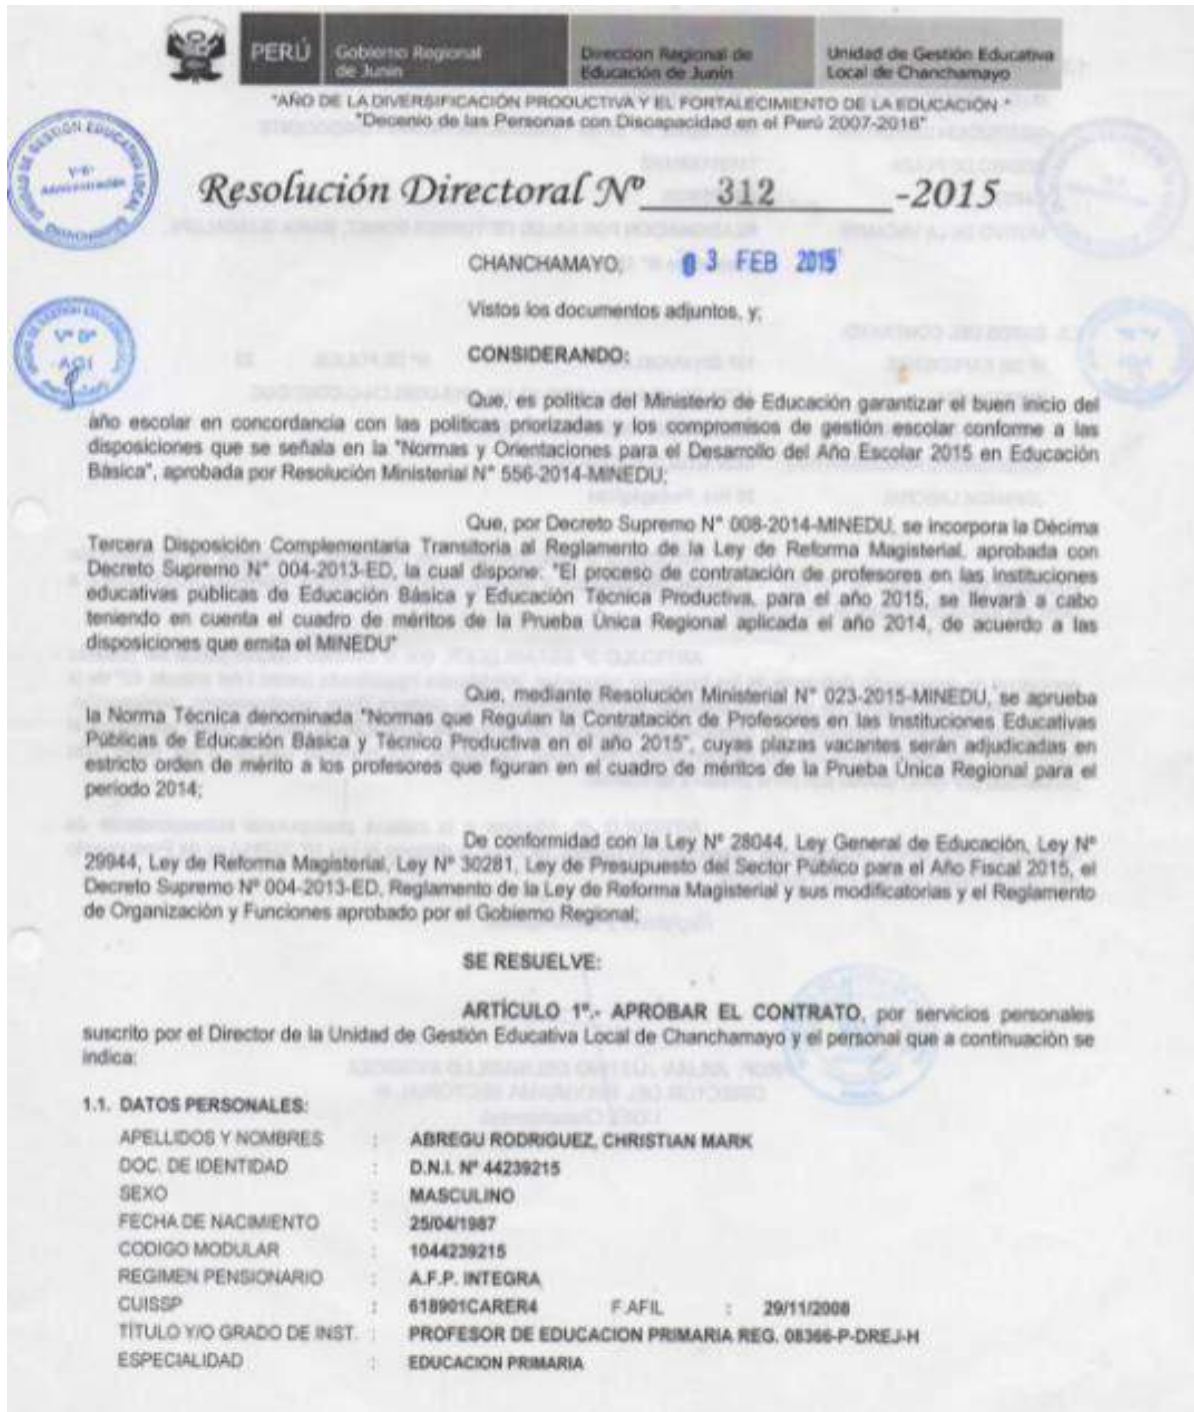 PERÚ
Gobierno Regional
de Junín
Direccion Regional de
Educación de Junín
Unidad de Gestión Educativa
Local de Chanchamayo
"AÑO DE LA DIVERSIFICACIÓN PRODUCTIVA Y EL FORTALECIMIENTO DE LA EDUCACIÓN "
"Decenio de las Personas con Discapacidad en el Perú 2007-2016"
UNIDAD DE GESTIÓN EDUCATIVA LOCAL
CHANCHAMAYO
VºBº
Administración
Resolución Directoral Nº 312 -2015
CHANCHAMAYO, 03 FEB 2015
VºBº
AGI
Vistos los documentos adjuntos, y;
CONSIDERANDO:
Que, es política del Ministerio de Educación garantizar el buen inicio del
año escolar en concordancia con las políticas priorizadas y los compromisos de gestión escolar conforme a las
disposiciones que se señala en la "Normas y Orientaciones para el Desarrollo del Año Escolar 2015 en Educación
Básica", aprobada por Resolución Ministerial N° 556-2014-MINEDU;
Que, por Decreto Supremo N° 008-2014-MINEDU, se incorpora la Décima
Tercera Disposición Complementaria Transitoria al Reglamento de la Ley de Reforma Magisterial, aprobada con
Decreto Supremo N° 004-2013-ED, la cual dispone: "El proceso de contratación de profesores en las instituciones
educativas públicas de Educación Básica y Educación Técnica Productiva, para el año 2015, se llevará a cabo
teniendo en cuenta el cuadro de méritos de la Prueba Única Regional aplicada el año 2014, de acuerdo a las
disposiciones que emita el MINEDU"
Que, mediante Resolución Ministerial N° 023-2015-MINEDU, se aprueba
la Norma Técnica denominada "Normas que Regulan la Contratación de Profesores en las Instituciones Educativas
Públicas de Educación Básica y Técnico Productiva en el año 2015", cuyas plazas vacantes serán adjudicadas en
estricto orden de mérito a los profesores que figuran en el cuadro de méritos de la Prueba Única Regional para el
periodo 2014;
De conformidad con la Ley Nº 28044, Ley General de Educación, Ley Nº
29944, Ley de Reforma Magisterial, Ley Nº 30281, Ley de Presupuesto del Sector Público para el Año Fiscal 2015, el
Decreto Supremo Nº 004-2013-ED, Reglamento de la Ley de Reforma Magisterial y sus modificatorias y el Reglamento
de Organización y Funciones aprobado por el Gobierno Regional;
SE RESUELVE:
ARTÍCULO 1º.- APROBAR EL CONTRATO, por servicios personales
suscrito por el Director de la Unidad de Gestión Educativa Local de Chanchamayo y el personal que a continuación se
indica:
1.1. DATOS PERSONALES:
APELLIDOS Y NOMBRES : ABREGU RODRIGUEZ, CHRISTIAN MARK
DOC. DE IDENTIDAD : D.N.I. Nº 44239215
SEXO : MASCULINO
FECHA DE NACIMIENTO : 25/04/1987
CODIGO MODULAR : 1044239215
REGIMEN PENSIONARIO : A.F.P. INTEGRA
CUISSP : 618901CARER4 F.AFIL : 29/11/2008
TÍTULO Y/O GRADO DE INST. : PROFESOR DE EDUCACION PRIMARIA REG. 08366-P-DREJ-H
ESPECIALIDAD : EDUCACION PRIMARIA